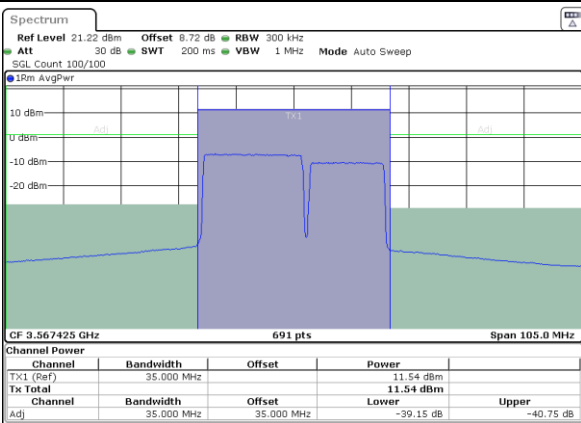 Spectrum
Ref Level 21.22 dBm Offset 8.72 dB RBW 300 kHz
Att 30 dB SWT 200 ms VBW 1 MHz Mode Auto Sweep
SGL Count 100/100
1Rm AvgPwr
TX1
10 dBm
Adj Adj
0 dBm
-10 dBm
-20 dBm
CF 3.567425 GHz 691 pts Span 105.0 MHz
Channel Power
Channel Bandwidth Offset Power
TX1 (Ref) 35.000 MHz 11.54 dBm
Tx Total 11.54 dBm
Channel Bandwidth Offset Lower Upper
Adj 35.000 MHz 35.000 MHz -39.15 dB -40.75 dB